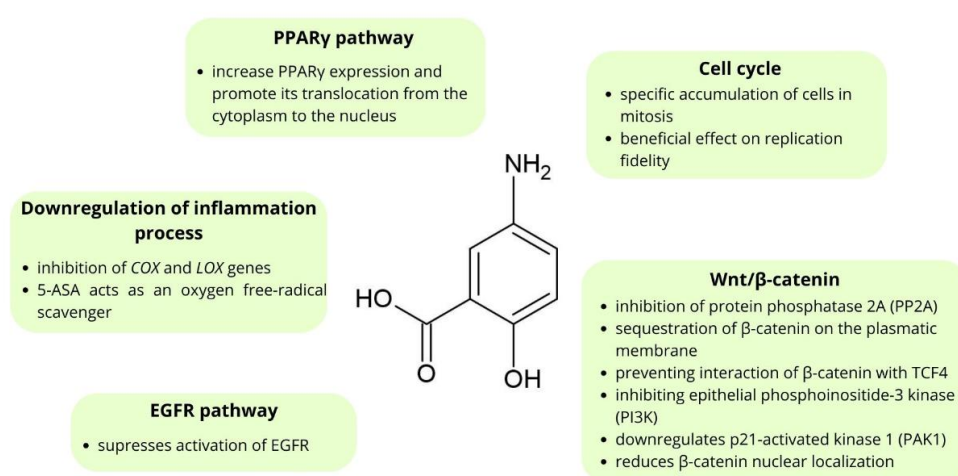 PPARγ pathway
• increase PPARγ expression and
promote its translocation from the
cytoplasm to the nucleus
Cell cycle
• specific accumulation of cells in
mitosis
• beneficial effect on replication
fidelity
Downregulation of inflammation
process
• inhibition of COX and LOX genes
• 5-ASA acts as an oxygen free-radical
scavenger
NH2
HO
O
OH
Wnt/β-catenin
• inhibition of protein phosphatase 2A (PP2A)
• sequestration of β-catenin on the plasmatic
membrane
• preventing interaction of β-catenin with TCF4
• inhibiting epithelial phosphoinositide-3 kinase
(PI3K)
• downregulates p21-activated kinase 1 (PAK1)
• reduces β-catenin nuclear localization
EGFR pathway
• supresses activation of EGFR